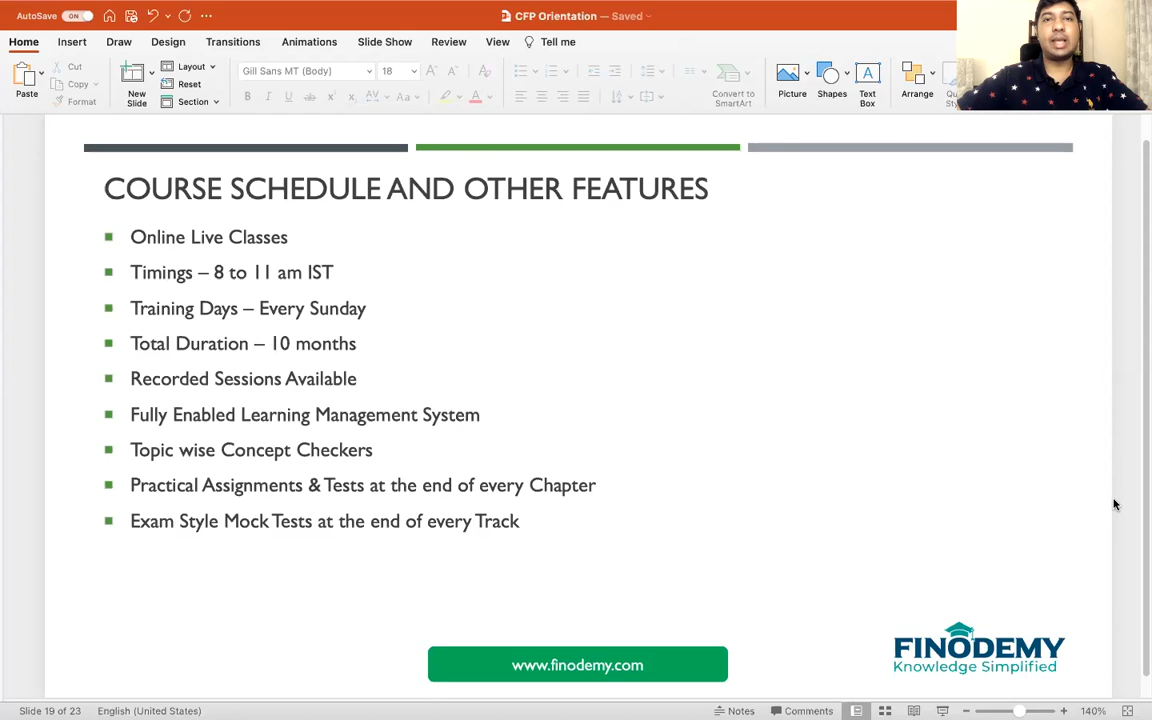 AutoSave ON
CFP Orientation — Saved
Home Insert Draw Design Transitions Animations Slide Show Review View Tell me
Paste
Cut
Copy
Format
New Slide
Layout
Reset
Section
Gill Sans MT (Body) 18
Convert to SmartArt
Picture
Shapes
Text Box
Arrange
COURSE SCHEDULE AND OTHER FEATURES
Online Live Classes
Timings – 8 to 11 am IST
Training Days – Every Sunday
Total Duration – 10 months
Recorded Sessions Available
Fully Enabled Learning Management System
Topic wise Concept Checkers
Practical Assignments & Tests at the end of every Chapter
Exam Style Mock Tests at the end of every Track
www.finodemy.com
FINODEMY
Knowledge Simplified
Slide 19 of 23 English (United States) Notes Comments 140%